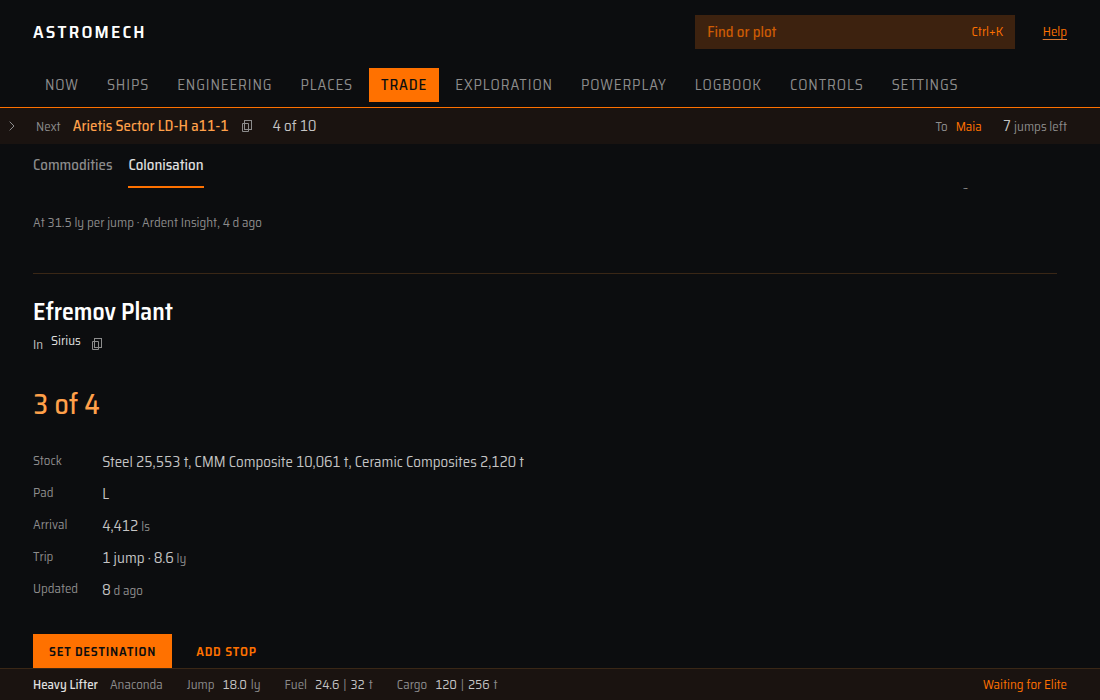 ASTROMECH
Find or plot Ctrl+K Help
NOW SHIPS ENGINEERING PLACES TRADE EXPLORATION POWERPLAY LOGBOOK CONTROLS SETTINGS
Next Arietis Sector LD-H a11-1 4 of 10 To Maia 7 jumps left
Commodities Colonisation
-
At 31.5 ly per jump · Ardent Insight, 4 d ago
Efremov Plant
In Sirius
3 of 4
Stock Steel 25,553 t, CMM Composite 10,061 t, Ceramic Composites 2,120 t
Pad L
Arrival 4,412 ls
Trip 1 jump · 8.6 ly
Updated 8 d ago
SET DESTINATION ADD STOP
Heavy Lifter Anaconda Jump 18.0 ly Fuel 24.6 | 32 t Cargo 120 | 256 t Waiting for Elite